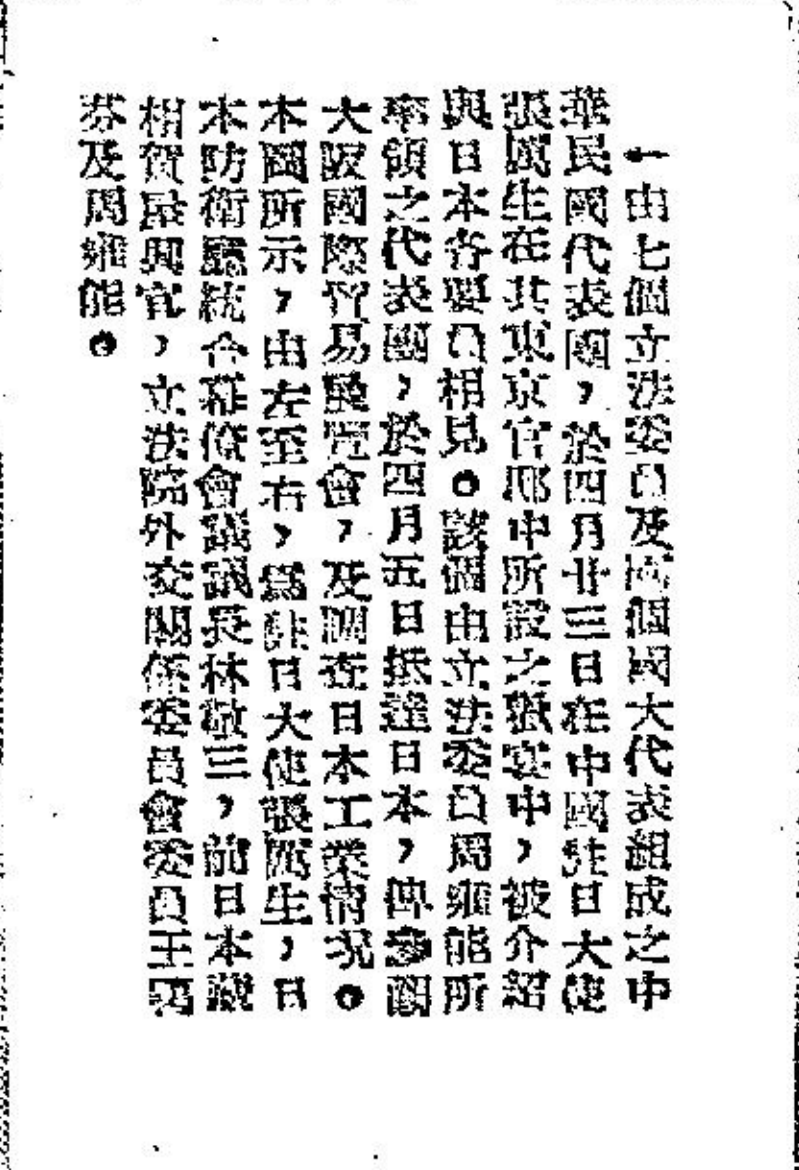 一由七個立法委員及兩個國大代表組成之中
華民國代表團，於四月廿三日在中國駐日大使
張厲生在其東京官邸中所設之餐宴中，被介紹
與日本各要員相見。該團由立法委員周雍能所
率領之代表團，於四月五日抵達日本，俾參觀
大阪國際貿易展覽會，及調查日本工業情況。
本圖所示，由左至右，為駐日大使張厲生，日
本防衛廳統合幕僚會議議長林敬三，前日本藏
相賀屋興宣，立法院外交關係委員會委員王
芬及周雍能。